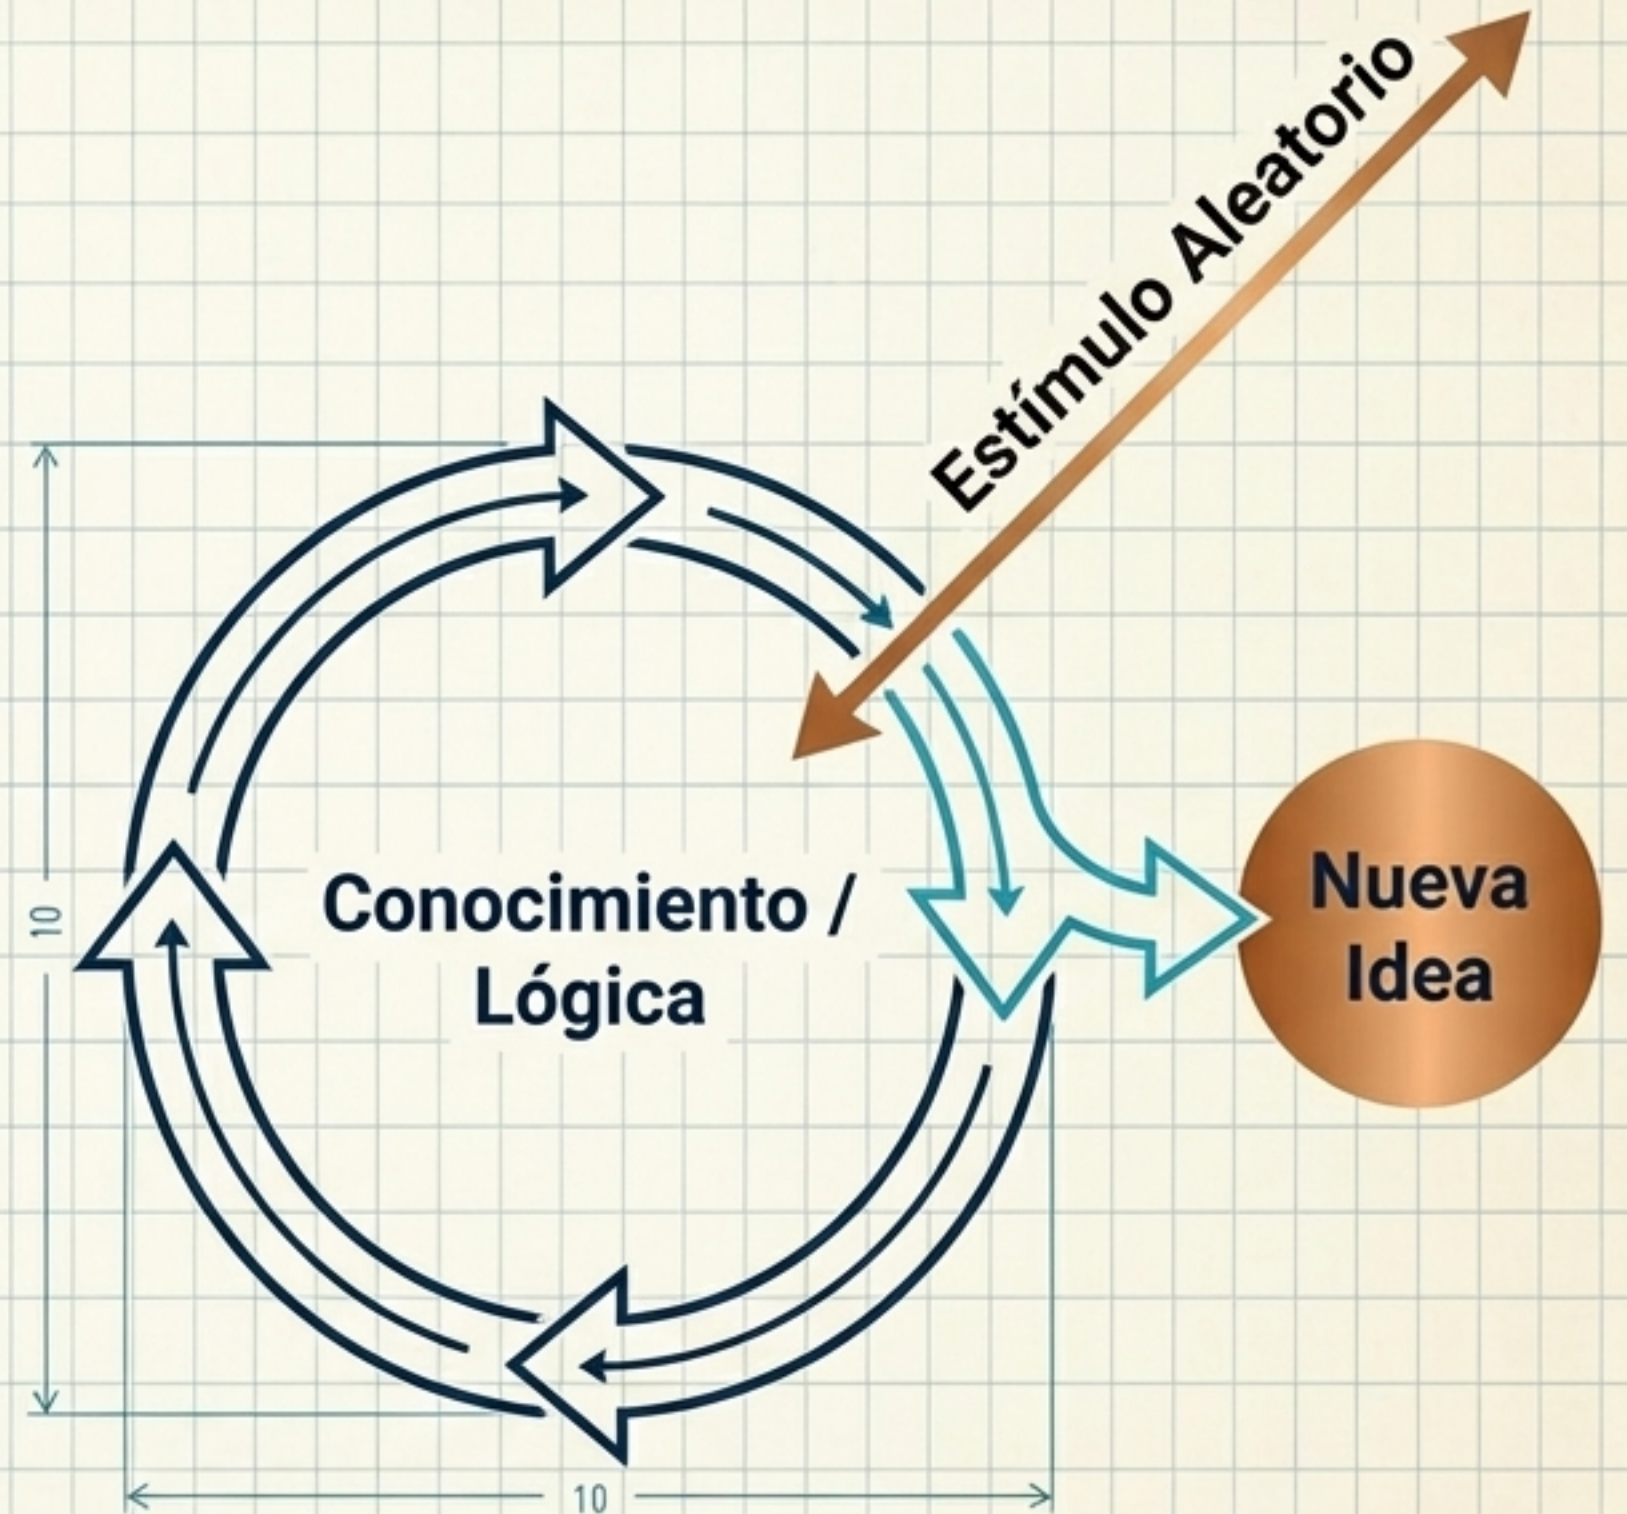 Estímulo Aleatorio
Conocimiento /
Lógica
Nueva
Idea
10
10